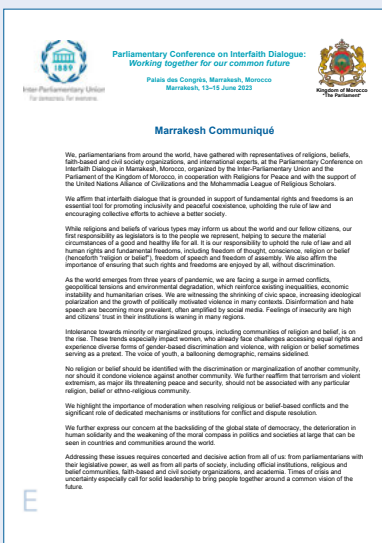 Parliamentary Conference on Interfaith Dialogue:
Working together for our common future
Palais des Congrès, Marrakesh, Morocco
Marrakesh, 13–15 June 2023
1889
Inter-Parliamentary Union
For democracy. For everyone.
Kingdom of Morocco
"The Parliament"
Marrakesh Communiqué
We, parliamentarians from around the world, have gathered with representatives of religions, beliefs,
faith-based and civil society organizations, and international experts, at the Parliamentary Conference on
Interfaith Dialogue in Marrakesh, Morocco, organized by the Inter-Parliamentary Union and the
Parliament of the Kingdom of Morocco, in cooperation with Religions for Peace and with the support of
the United Nations Alliance of Civilizations and the Mohammadia League of Religious Scholars.
We affirm that interfaith dialogue that is grounded in support of fundamental rights and freedoms is an
essential tool for promoting inclusivity and peaceful coexistence, upholding the rule of law and
encouraging collective efforts to achieve a better society.
While religions and beliefs of various types may inform us about the world and our fellow citizens, our
first responsibility as legislators is to the people we represent, helping to secure the material
circumstances of a good and healthy life for all. It is our responsibility to uphold the rule of law and all
human rights and fundamental freedoms, including freedom of thought, conscience, religion or belief
(henceforth "religion or belief"), freedom of speech and freedom of assembly. We also affirm the
importance of ensuring that such rights and freedoms are enjoyed by all, without discrimination.
As the world emerges from three years of pandemic, we are facing a surge in armed conflicts,
geopolitical tensions and environmental degradation, which reinforce existing inequalities, economic
instability and humanitarian crises. We are witnessing the shrinking of civic space, increasing ideological
polarization and the growth of politically motivated violence in many contexts. Disinformation and hate
speech are becoming more prevalent, often amplified by social media. Feelings of insecurity are high
and citizens' trust in their institutions is waning in many regions.
Intolerance towards minority or marginalized groups, including communities of religion and belief, is on
the rise. These trends especially impact women, who already face challenges accessing equal rights and
experience diverse forms of gender-based discrimination and violence, with religion or belief sometimes
serving as a pretext. The voice of youth, a ballooning demographic, remains sidelined.
No religion or belief should be identified with the discrimination or marginalization of another community,
nor should it condone violence against another community. We further reaffirm that terrorism and violent
extremism, as major ills threatening peace and security, should not be associated with any particular
religion, belief or ethno-religious community.
We highlight the importance of moderation when resolving religious or belief-based conflicts and the
significant role of dedicated mechanisms or institutions for conflict and dispute resolution.
We further express our concern at the backsliding of the global state of democracy, the deterioration in
human solidarity and the weakening of the moral compass in politics and societies at large that can be
seen in countries and communities around the world.
Addressing these issues requires concerted and decisive action from all of us: from parliamentarians with
their legislative power, as well as from all parts of society, including official institutions, religious and
belief communities, faith-based and civil society organizations, and academia. Times of crisis and
uncertainty especially call for solid leadership to bring people together around a common vision of the
future.
E